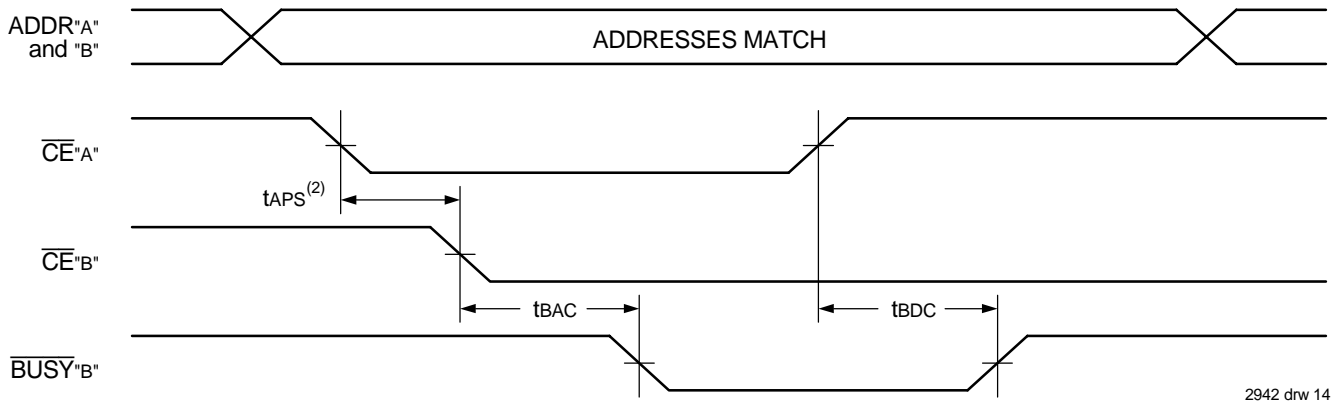 ADDR"A"
and "B"
ADDRESSES MATCH
CE"A"
tAPS(2)
CE"B"
tBAC
tBDC
BUSY"B"
2942 drw 14